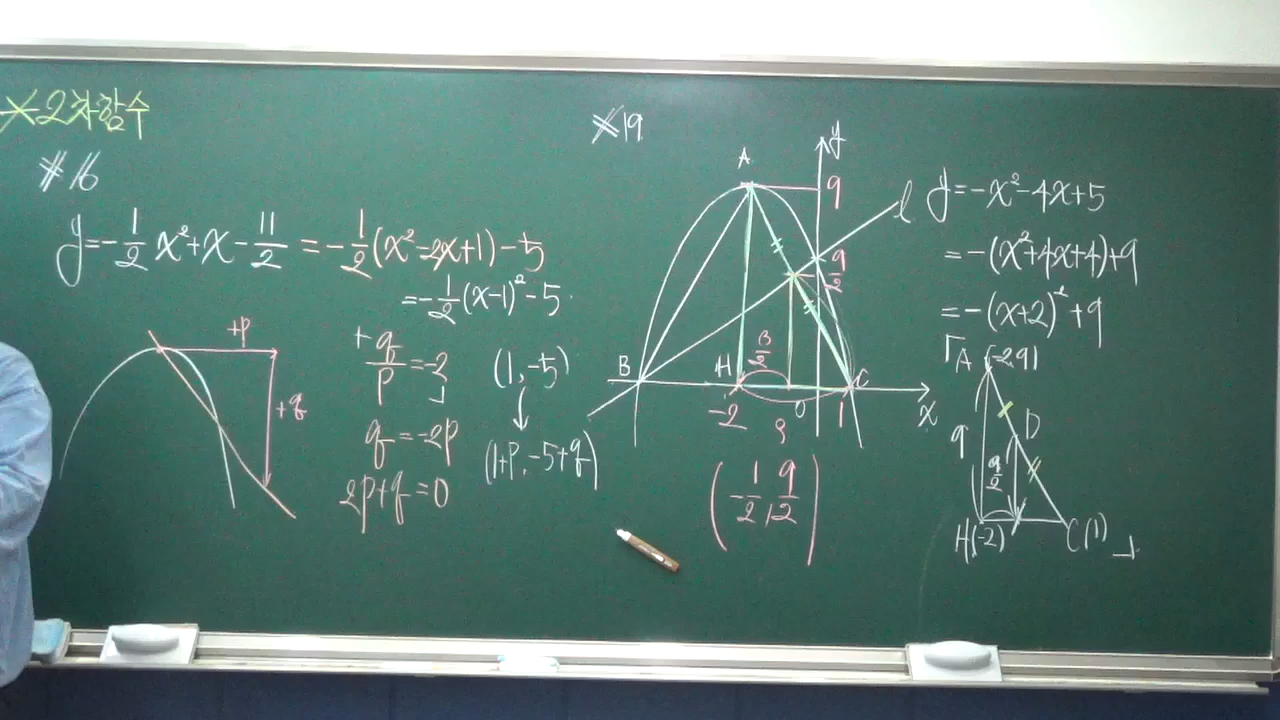 ※2차함수
#16
y=-1/2 x²+x-11/2 = -1/2(x²-2x+1)-5
=-1/2(x-1)²-5
+p
+q
+q/p=-2
q=-2p
2p+q=0
(1,-5)
↓
(1+p, -5+q)
※19
A
y
9
l
9/2
B
H
3/2
C
-2
0
1
x
3
(-1/2, 9/2)
y=-x²-4x+5
=-(x²+4x+4)+9
=-(x+2)²+9
「A(-2,9)
D
9
9/2
H(-2)
C(1)」